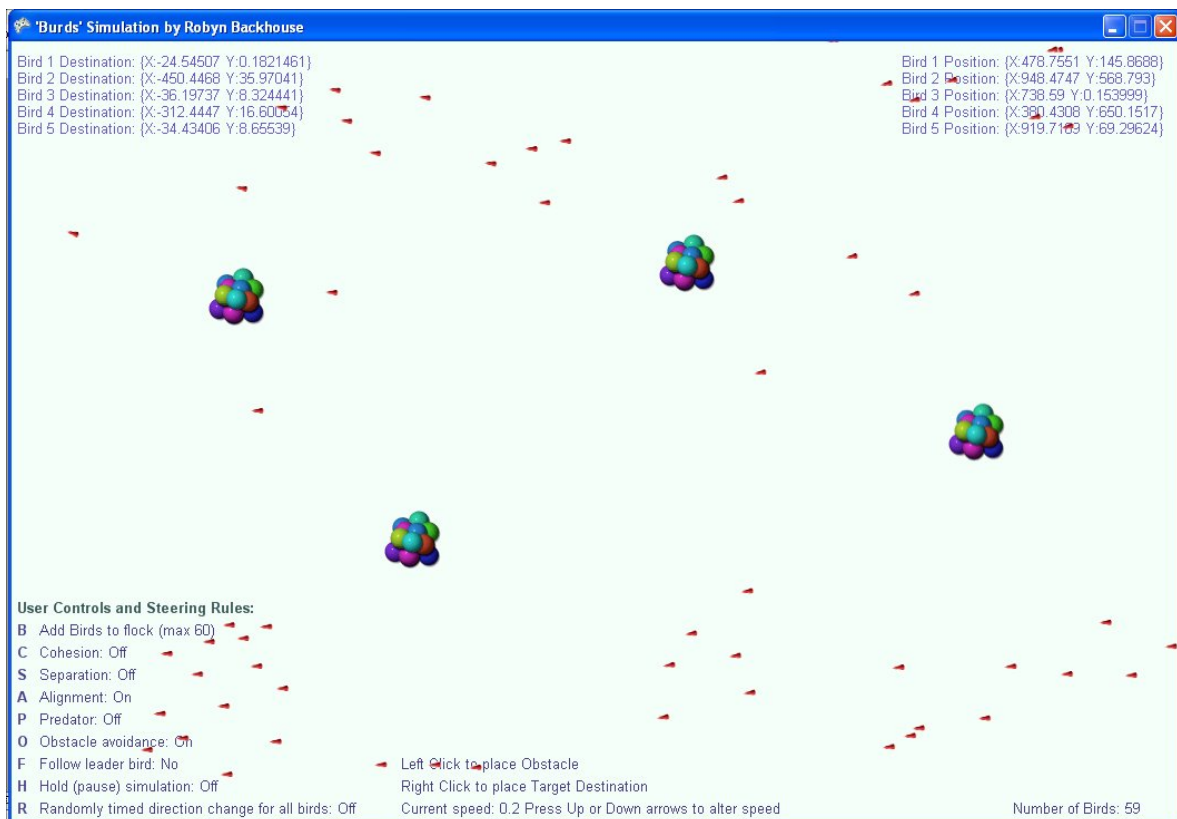 'Burds' Simulation by Robyn Backhouse
Bird 1 Destination: {X:-24.54507 Y:0.1821461}
Bird 2 Destination: {X:-450.4468 Y:35.97041}
Bird 3 Destination: {X:-36.19737 Y:8.324441}
Bird 4 Destination: {X:-312.4447 Y:16.60054}
Bird 5 Destination: {X:-34.43406 Y:8.65539}
Bird 1 Position: {X:478.7551 Y:145.8688}
Bird 2 Position: {X:948.4747 Y:568.793}
Bird 3 Position: {X:738.59 Y:0.153999}
Bird 4 Position: {X:380.4308 Y:650.1517}
Bird 5 Position: Y:69.29624}
User Controls and Steering Rules:
B Add Birds to flock (max 60)
C Cohesion: Off
S Separation: Off
A Alignment: On
P Predator: Off
O Obstacle avoidance: On
F Follow leader bird: No
H Hold (pause) simulation: Off
R Randomly timed direction change for all birds: Off
Left Click to place Obstacle
Right Click to place Target Destination
Current speed: 0.2 Press Up or Down arrows to alter speed
Number of Birds: 59